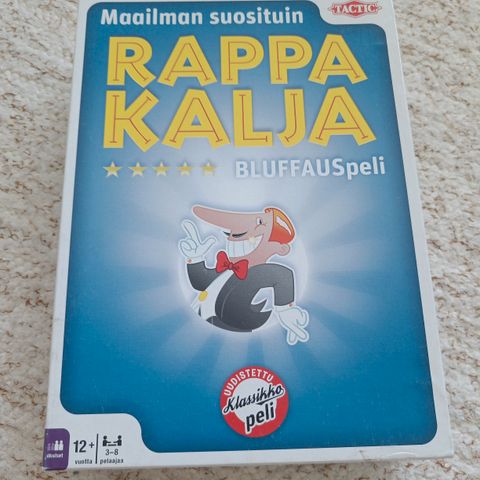 Maailman suosituin
TACTIC
RAPPA
KALJA
BLUFFAUSpeli
UUDISTETTU
Klassikko
peli
12+
vuotta
3-8
pelaajaa